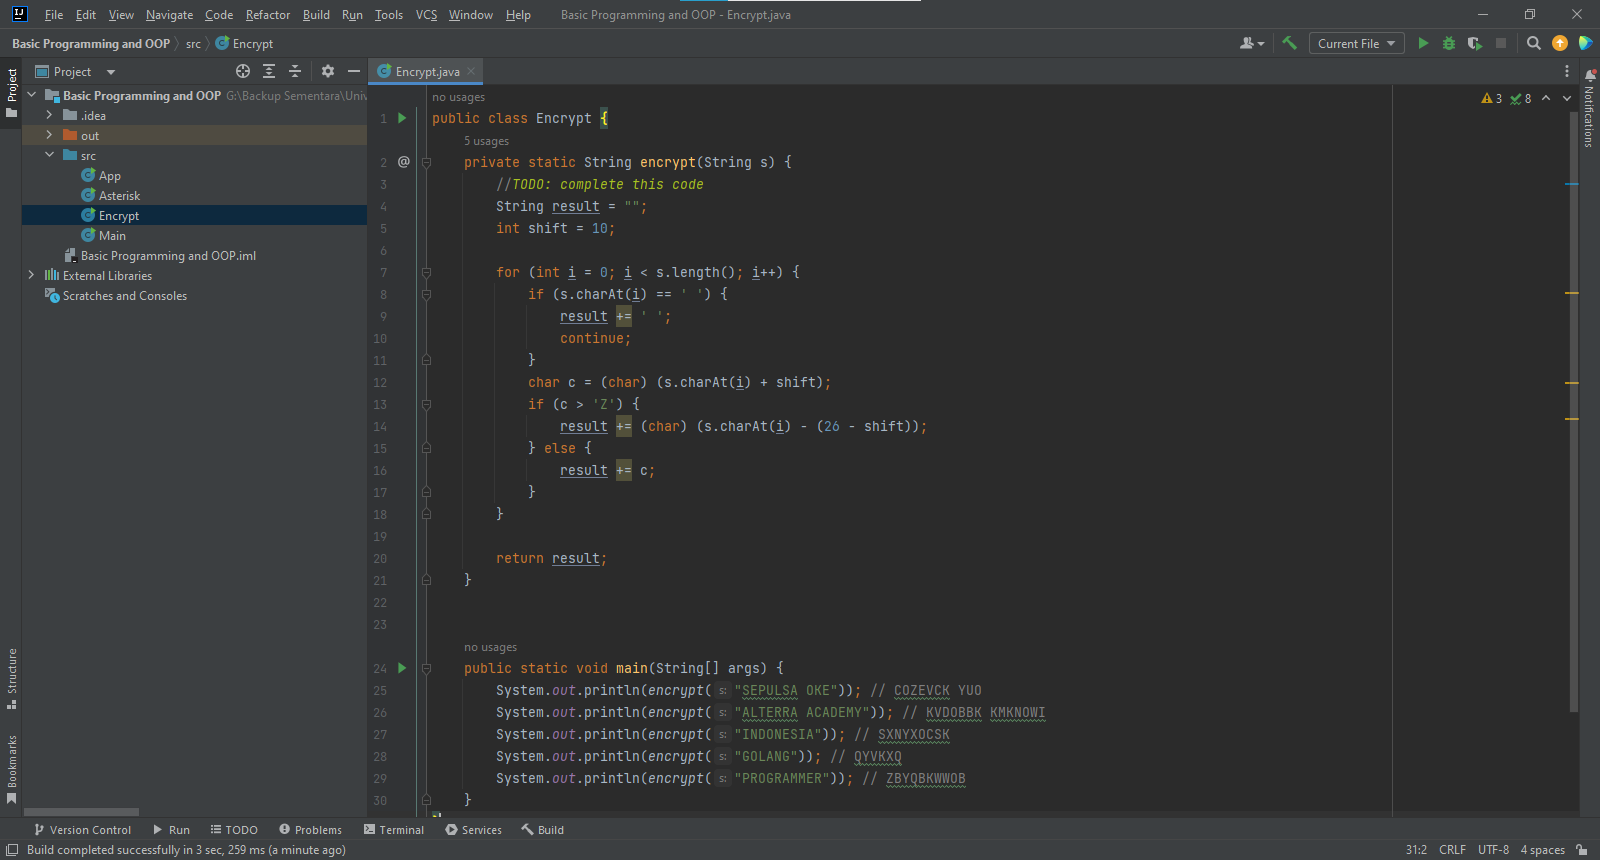 File Edit View Navigate Code Refactor Build Run Tools VCS Window Help Basic Programming and OOP - Encrypt.java
Basic Programming and OOP src Encrypt Current File
Project
Encrypt.java
Project
Basic Programming and OOP G:\Backup Sementara\Univ
.idea
out
src
App
Asterisk
Encrypt
Main
Basic Programming and OOP.iml
External Libraries
Scratches and Consoles
Structure
Bookmarks
3 8
Notifications
no usages
1 public class Encrypt {
5 usages
2 @ private static String encrypt(String s) {
3 //TODO: complete this code
4 String result = "";
5 int shift = 10;
6
7 for (int i = 0; i < s.length(); i++) {
8 if (s.charAt(i) == ' ') {
9 result += ' ';
10 continue;
11 }
12 char c = (char) (s.charAt(i) + shift);
13 if (c > 'Z') {
14 result += (char) (s.charAt(i) - (26 - shift));
15 } else {
16 result += c;
17 }
18 }
19
20 return result;
21 }
22
23
no usages
24 public static void main(String[] args) {
25 System.out.println(encrypt( s: "SEPULSA OKE")); // COZEVCK YUO
26 System.out.println(encrypt( s: "ALTERRA ACADEMY")); // KVDOBBK KMKNOWI
27 System.out.println(encrypt( s: "INDONESIA")); // SXNYXOCSK
28 System.out.println(encrypt( s: "GOLANG")); // QYVKXQ
29 System.out.println(encrypt( s: "PROGRAMMER")); // ZBYQBKWWOB
30 }
Version Control Run TODO Problems Terminal Services Build
Build completed successfully in 3 sec, 259 ms (a minute ago) 31:2 CRLF UTF-8 4 spaces